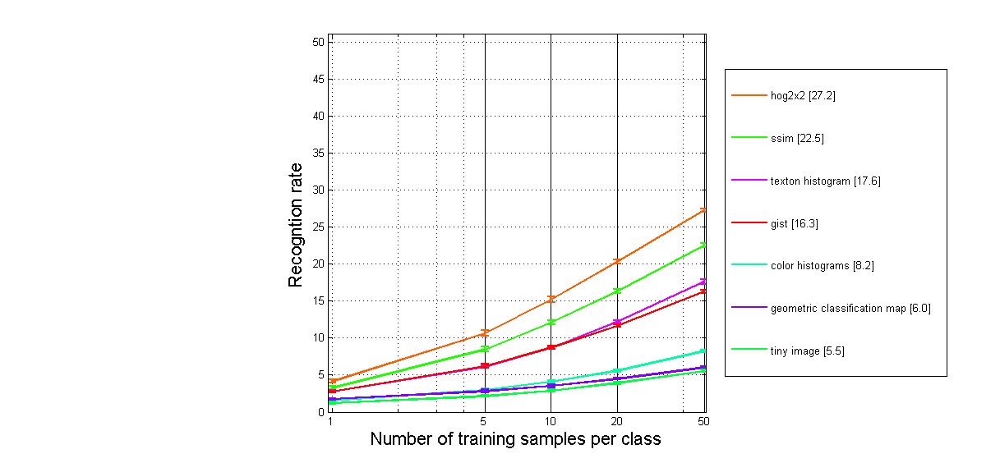 50
45
40
35
30
25
20
15
10
5
0
1
5
10
20
50
Recogntion rate
Number of training samples per class
hog2x2 [27.2]
ssim [22.5]
texton histogram [17.6]
gist [16.3]
color histograms [8.2]
geometric classification map [6.0]
tiny image [5.5]